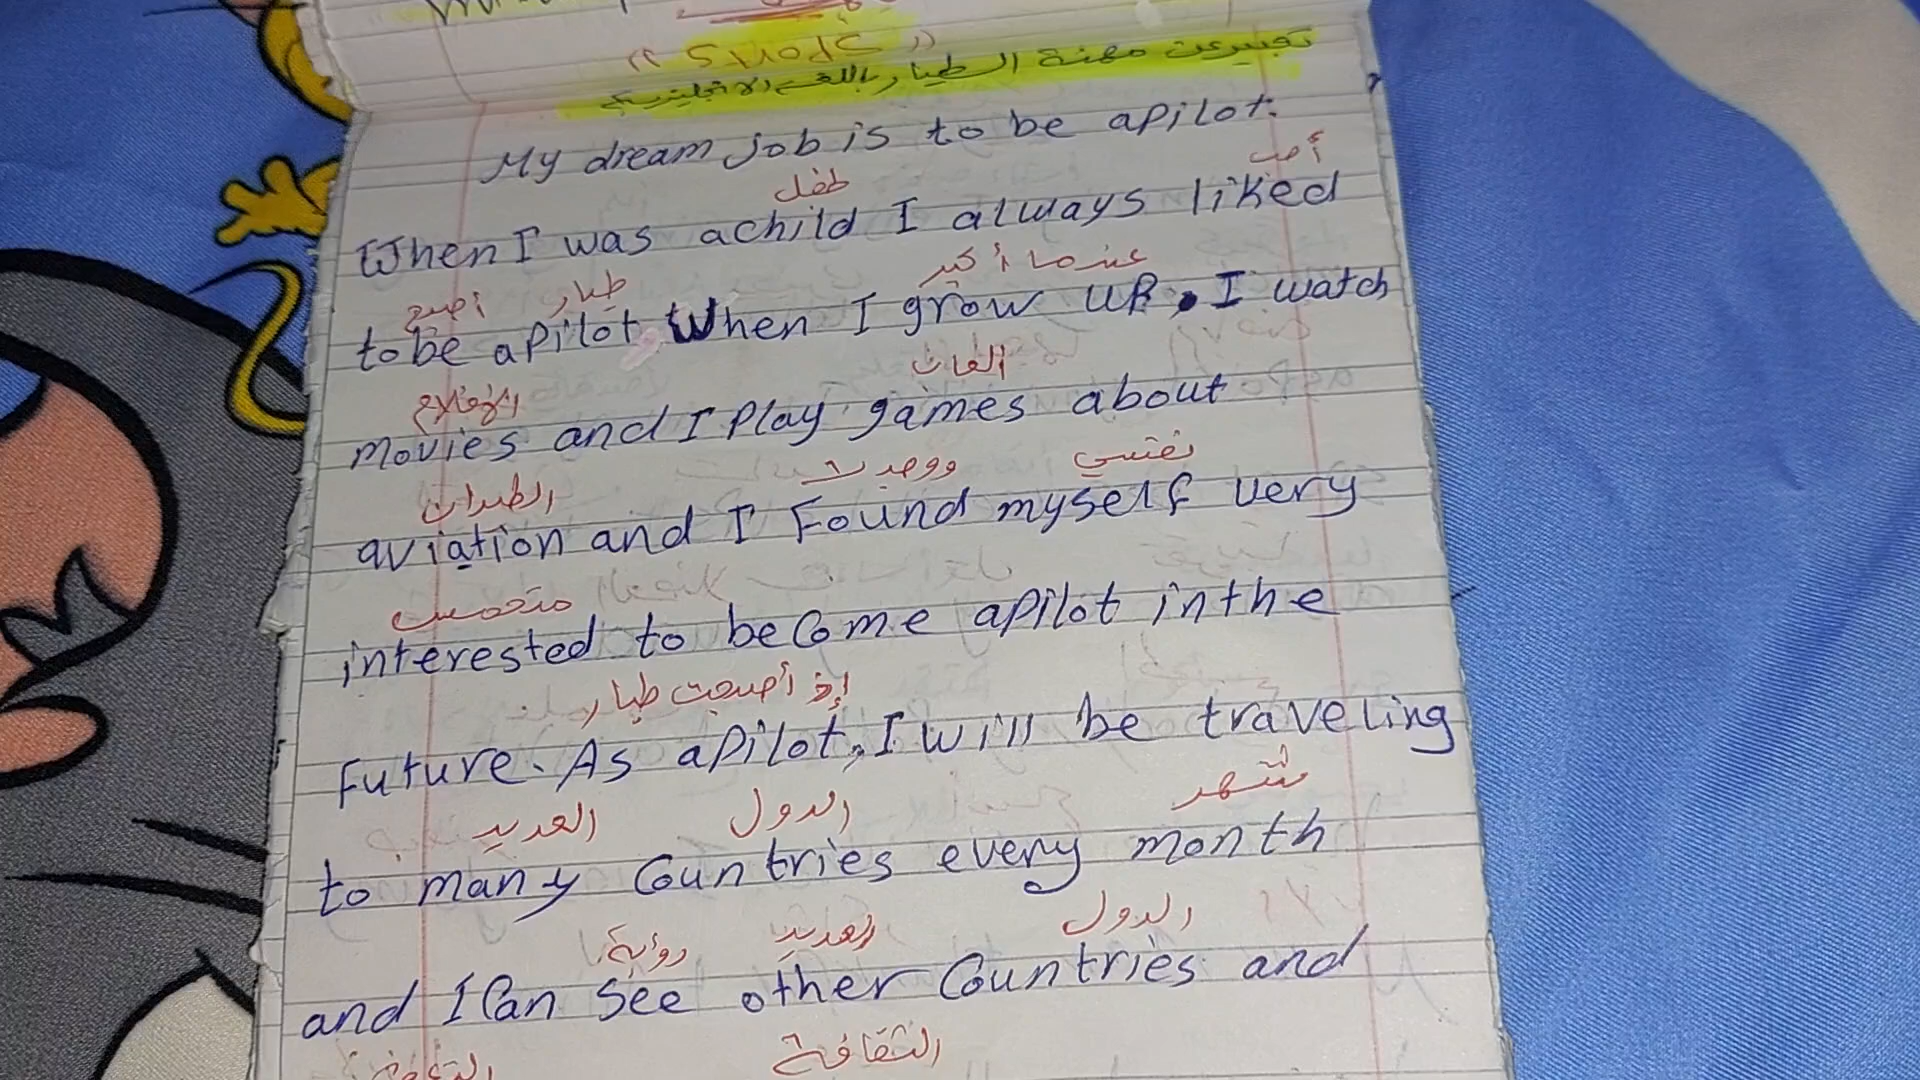 " Sports "
تعبير عن مهنة الطيار باللغة الانجليزية
My dream job is to be apilot.
أحب
طفل
When I was achild I always liked
عندما أكبر
طيار
أصبح
to be apilot When I grow up, I watch
ألعاب
الأفلام
movies and I play games about
نفسي
ووجدت
الطيران
aviation and I Found myself very
متحمس
interested to become apilot in the
إذ أصبحت طيار
Future. As apilot, I will be traveling
شهر
الدول
العديد
to many Countries every month
الدول
العديد
رؤية
and I Can see other Countries and
الثقافة